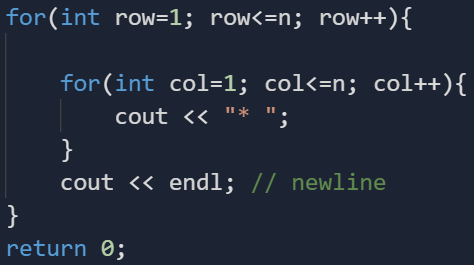 for(int row=1; row<=n; row++){
for(int col=1; col<=n; col++){
cout << "* ";
}
cout << endl; // newline
}
return 0;